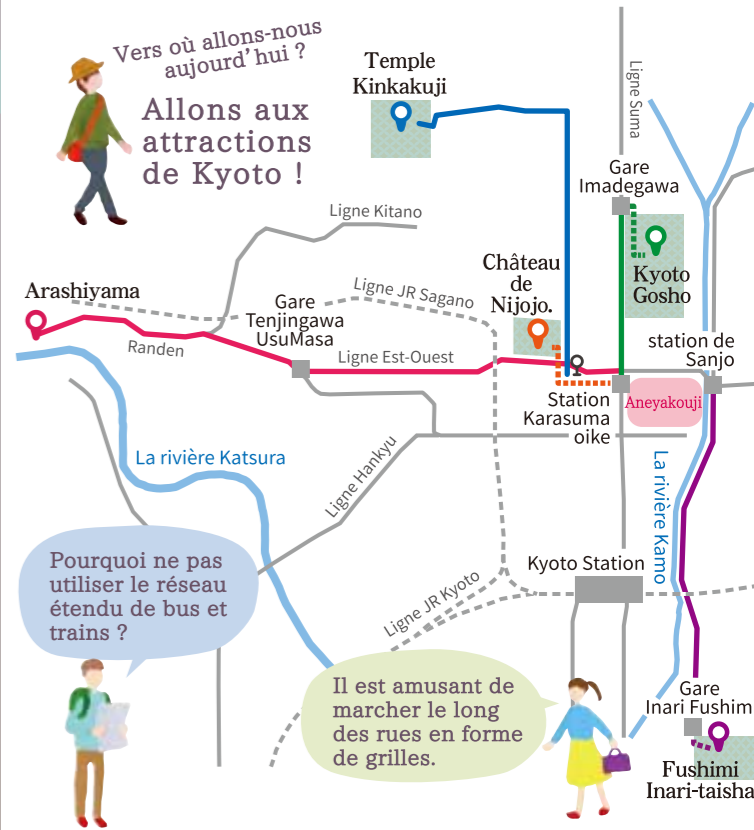 Vers où allons-nous
aujourd'hui ?
Allons aux
attractions
de Kyoto !
Temple
Kinkakuji
Ligne Suma
Gare
Imadegawa
Kyoto
Gosho
Ligne Kitano
Château
de
Nijojo.
Arashiyama
Gare
Tenjingawa
UsuMasa
Ligne JR Sagano
Randen
Ligne Est-Ouest
station de
Sanjo
Station
Karasuma
oike
Aneyakouji
La rivière Katsura
Ligne Hankyu
La rivière Kamo
Pourquoi ne pas
utiliser le réseau
étendu de bus et
trains ?
Kyoto Station
Ligne JR Kyoto
Il est amusant de
marcher le long
des rues en forme
de grilles.
Gare
Inari Fushim
Fushimi
Inari-taisha